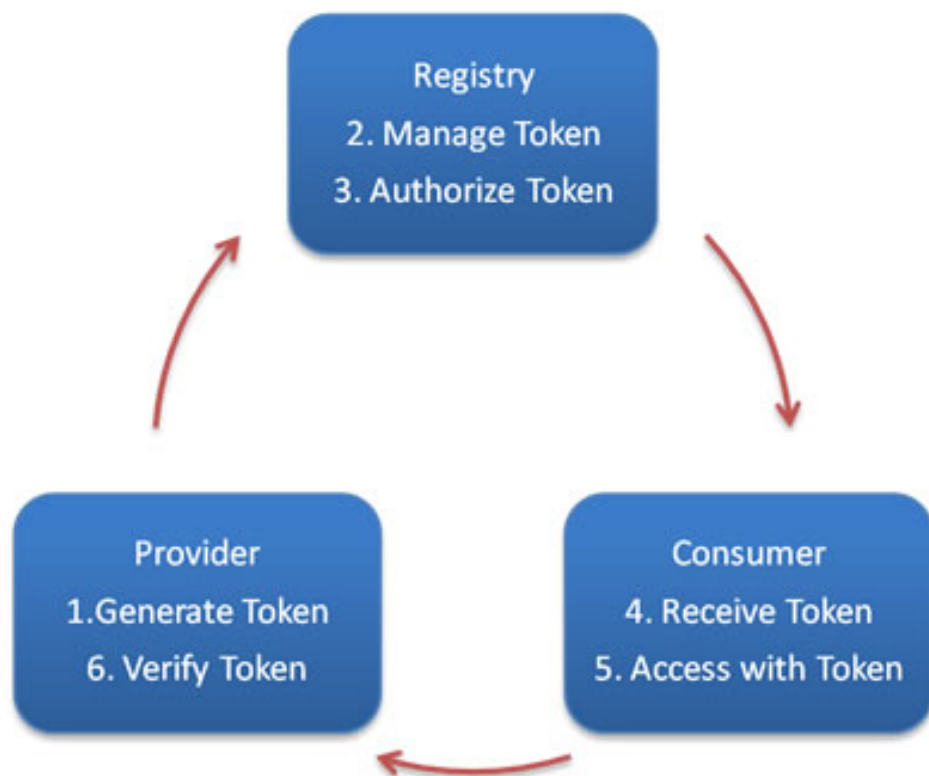 Registry
2. Manage Token
3. Authorize Token
Provider
1.Generate Token
6. Verify Token
Consumer
4. Receive Token
5. Access with Token